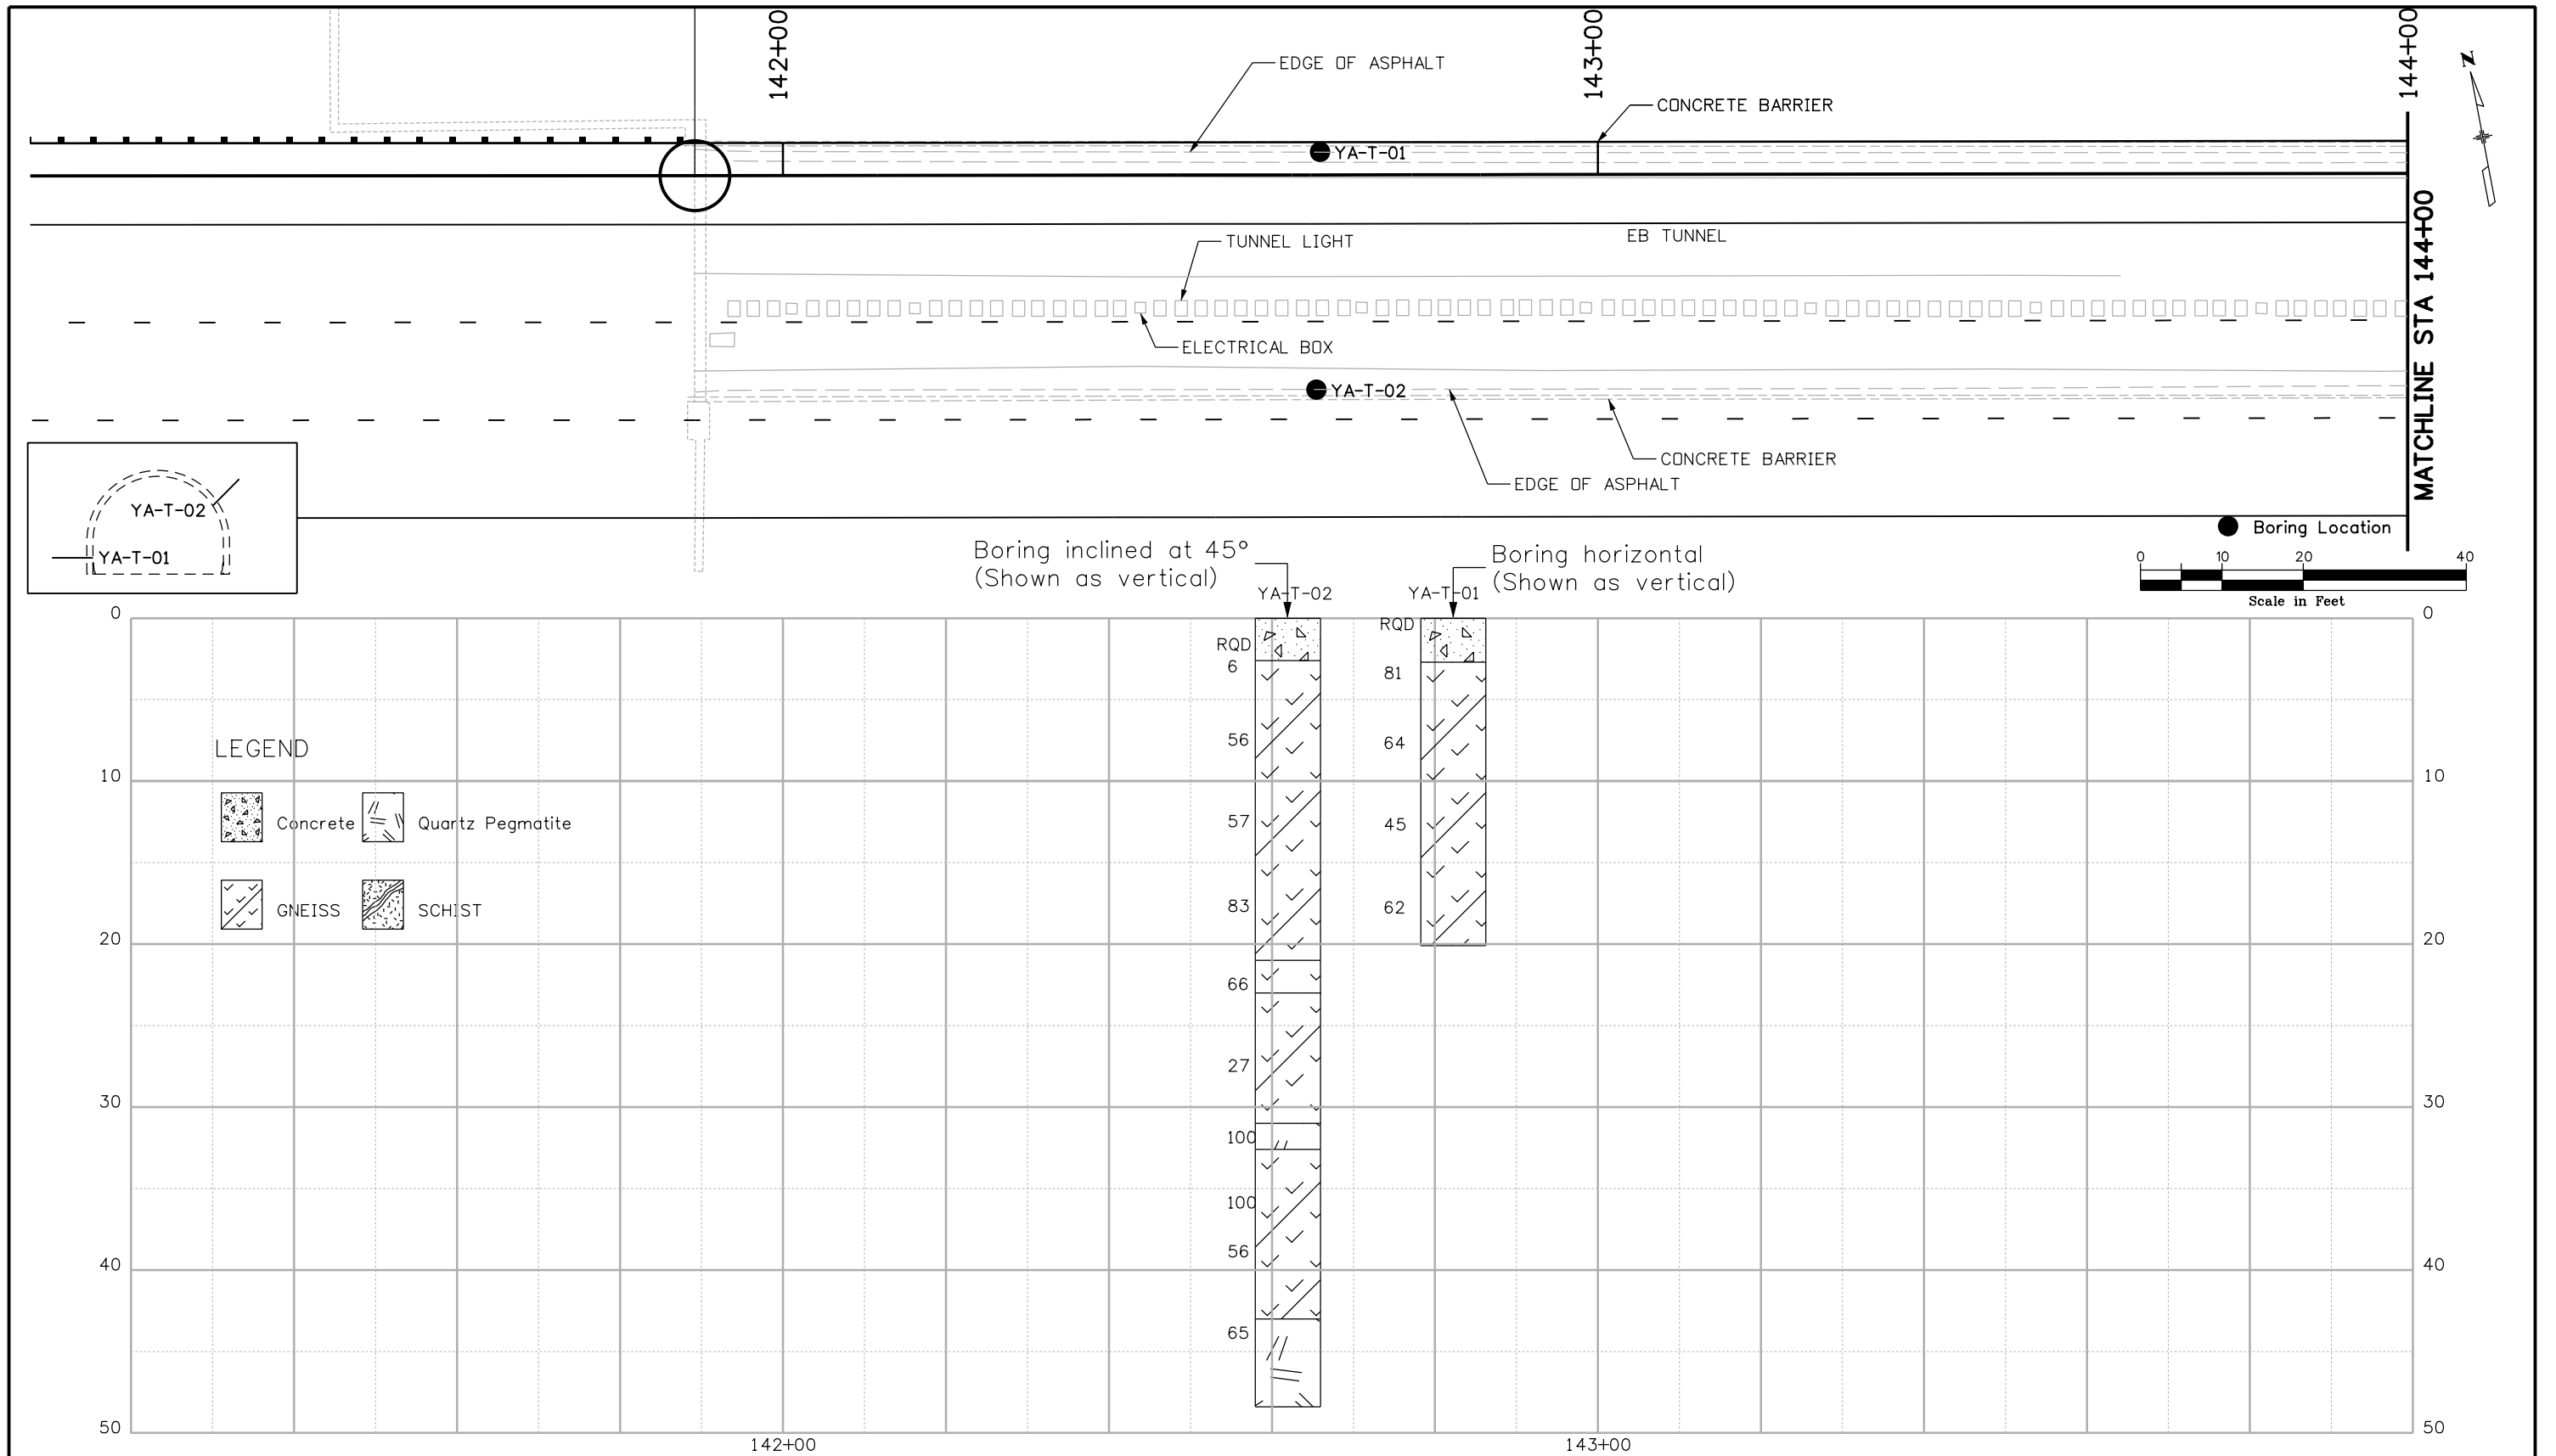 142+00
143+00
144+00
N
EDGE OF ASPHALT
CONCRETE BARRIER
YA-T-01
EB TUNNEL
TUNNEL LIGHT
MATCHLINE STA 144+00
ELECTRICAL BOX
YA-T-02
CONCRETE BARRIER
EDGE OF ASPHALT
YA-T-02
YA-T-01
Boring Location
Boring inclined at 45°
(Shown as vertical)
Boring horizontal
(Shown as vertical)
0 10 20 40
Scale in Feet
YA-T-02
YA-T-01
0
0
RQD
RQD
6
81
56
64
LEGEND
10
10
Concrete
Quartz Pegmatite
57
45
GNEISS
SCHIST
83
62
20
20
66
27
30
30
100
100
56
40
40
65
50
50
142+00
143+00